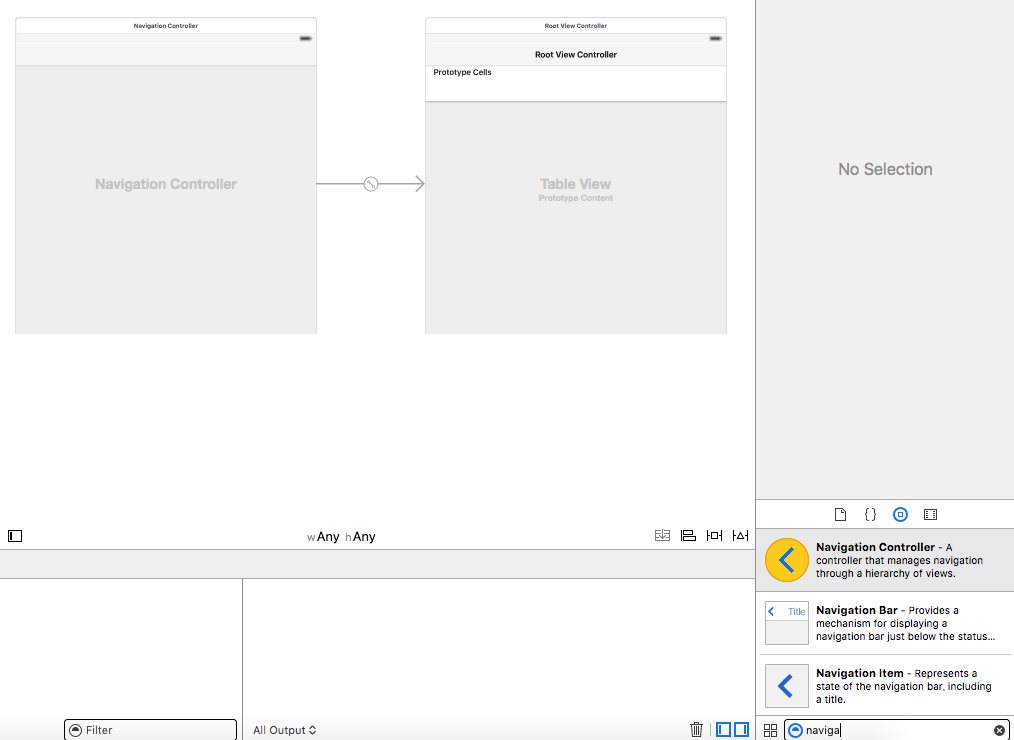 Navigation Controller
Root View Controller
Root View Controller
Prototype Cells
Navigation Controller
Table View
Prototype Content
No Selection
wAny hAny
Navigation Controller - A
controller that manages navigation
through a hierarchy of views.
Title
Navigation Bar - Provides a
mechanism for displaying a
navigation bar just below the status...
Navigation Item - Represents a
state of the navigation bar, including
a title.
Filter
All Output
naviga